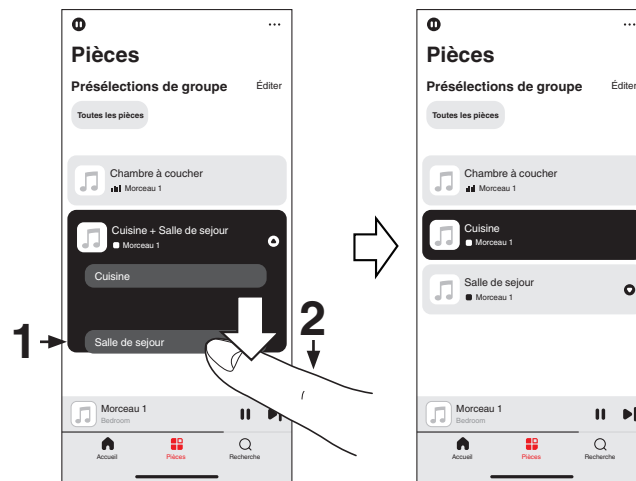 Pièces
Présélections de groupe Éditer
Toutes les pièces
Chambre à coucher
Morceau 1
Cuisine + Salle de sejour
Morceau 1
Cuisine
1
Salle de sejour
2
Morceau 1
Bedroom
Accueil Pièces Recherche
Pièces
Présélections de groupe Éditer
Toutes les pièces
Chambre à coucher
Morceau 1
Cuisine
Morceau 1
Salle de sejour
Morceau 1
Morceau 1
Bedroom
Accueil Pièces Recherche